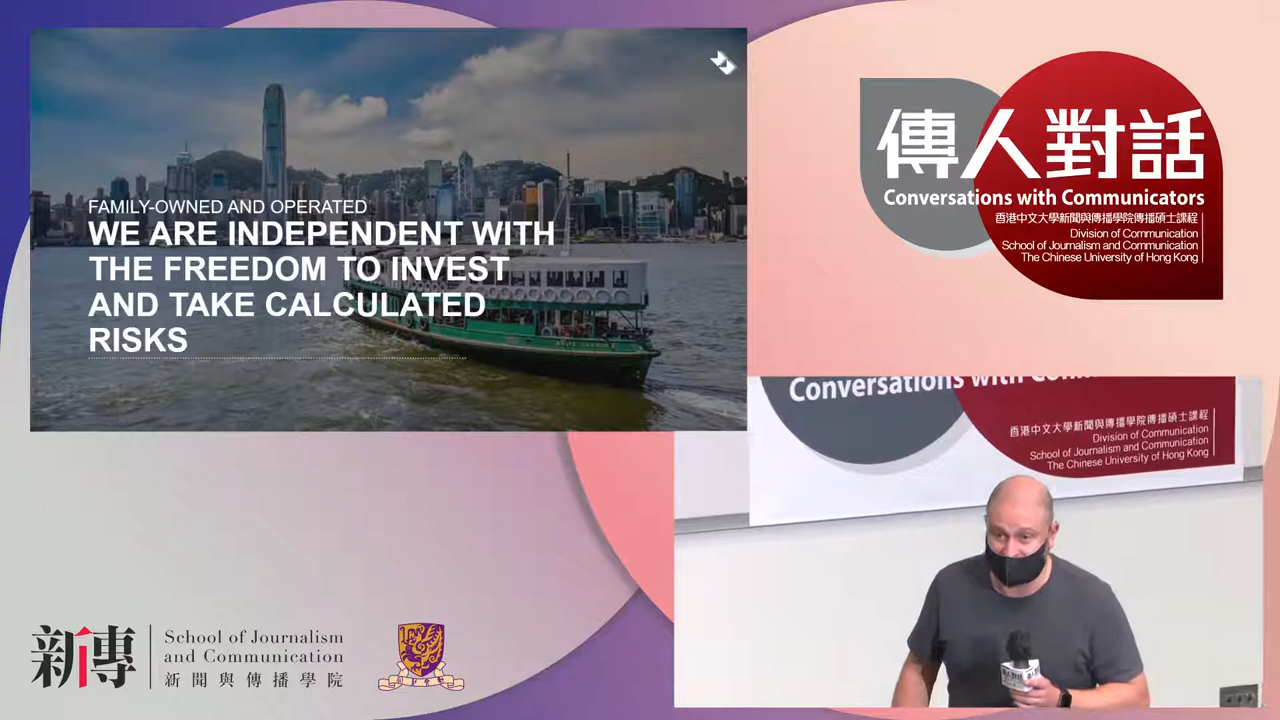 FAMILY-OWNED AND OPERATED
WE ARE INDEPENDENT WITH
THE FREEDOM TO INVEST
AND TAKE CALCULATED
RISKS
傳人對話
Conversations with Communicators
香港中文大學新聞與傳播學院傳播碩士課程
Division of Communication
School of Journalism and Communication
The Chinese University of Hong Kong
Conversations with
香港中文大學新聞與傳播學院傳播碩士課程
Division of Communication
School of Journalism and Communication
The Chinese University of Hong Kong
新傳
School of Journalism
and Communication
新聞與傳播學院